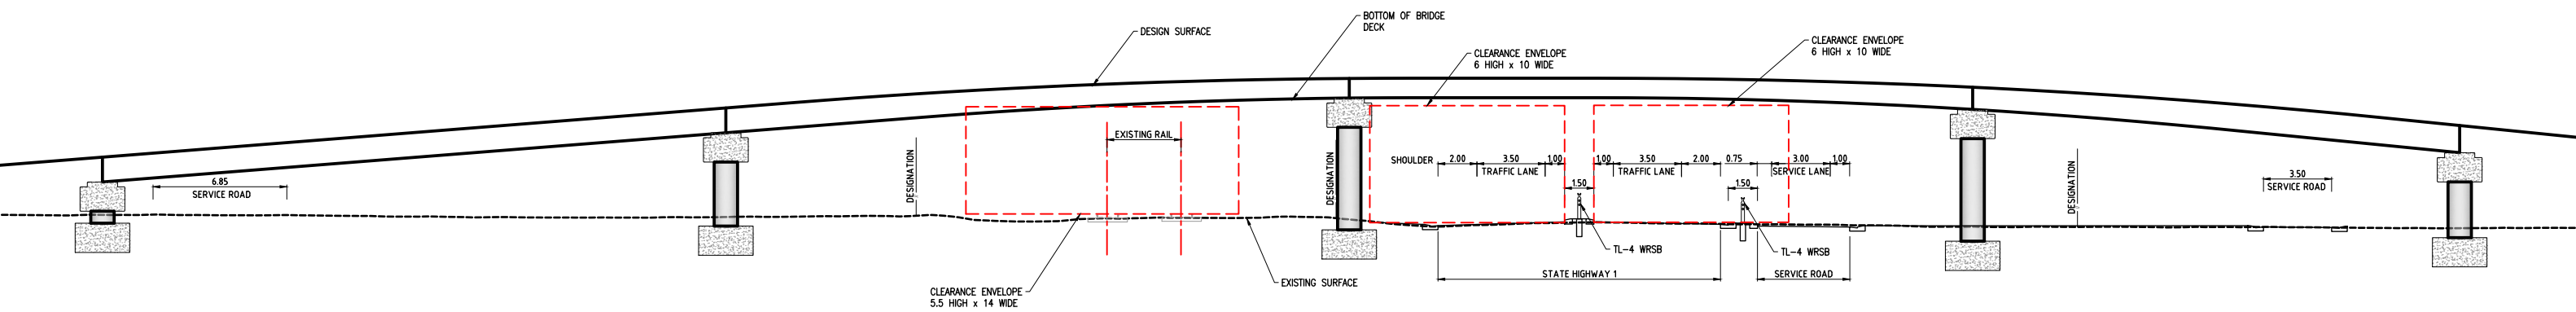 BOTTOM OF BRIDGE
DECK
DESIGN SURFACE
CLEARANCE ENVELOPE
6 HIGH x 10 WIDE
CLEARANCE ENVELOPE
6 HIGH x 10 WIDE
EXISTING RAIL
6.85
SERVICE ROAD
DESIGNATION
DESIGNATION
SHOULDER
2.00
3.50
TRAFFIC LANE
1.00
1.00
3.50
TRAFFIC LANE
2.00
0.75
3.00
SERVICE LANE
1.00
1.50
1.50
DESIGNATION
3.50
SERVICE ROAD
TL-4 WRSB
TL-4 WRSB
STATE HIGHWAY 1
SERVICE ROAD
EXISTING SURFACE
CLEARANCE ENVELOPE
5.5 HIGH x 14 WIDE